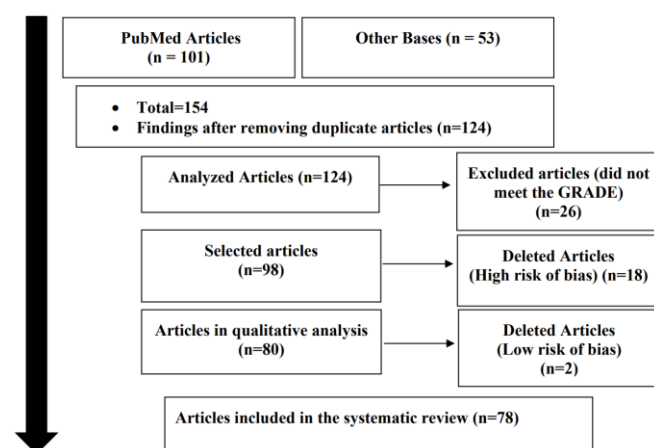 PubMed Articles
(n = 101)
Other Bases (n = 53)
• Total=154
• Findings after removing duplicate articles (n=124)
Analyzed Articles (n=124)
Excluded articles (did not
meet the GRADE)
(n=26)
Selected articles
(n=98)
Deleted Articles
(High risk of bias) (n=18)
Articles in qualitative analysis
(n=80)
Deleted Articles
(Low risk of bias)
(n=2)
Articles included in the systematic review (n=78)